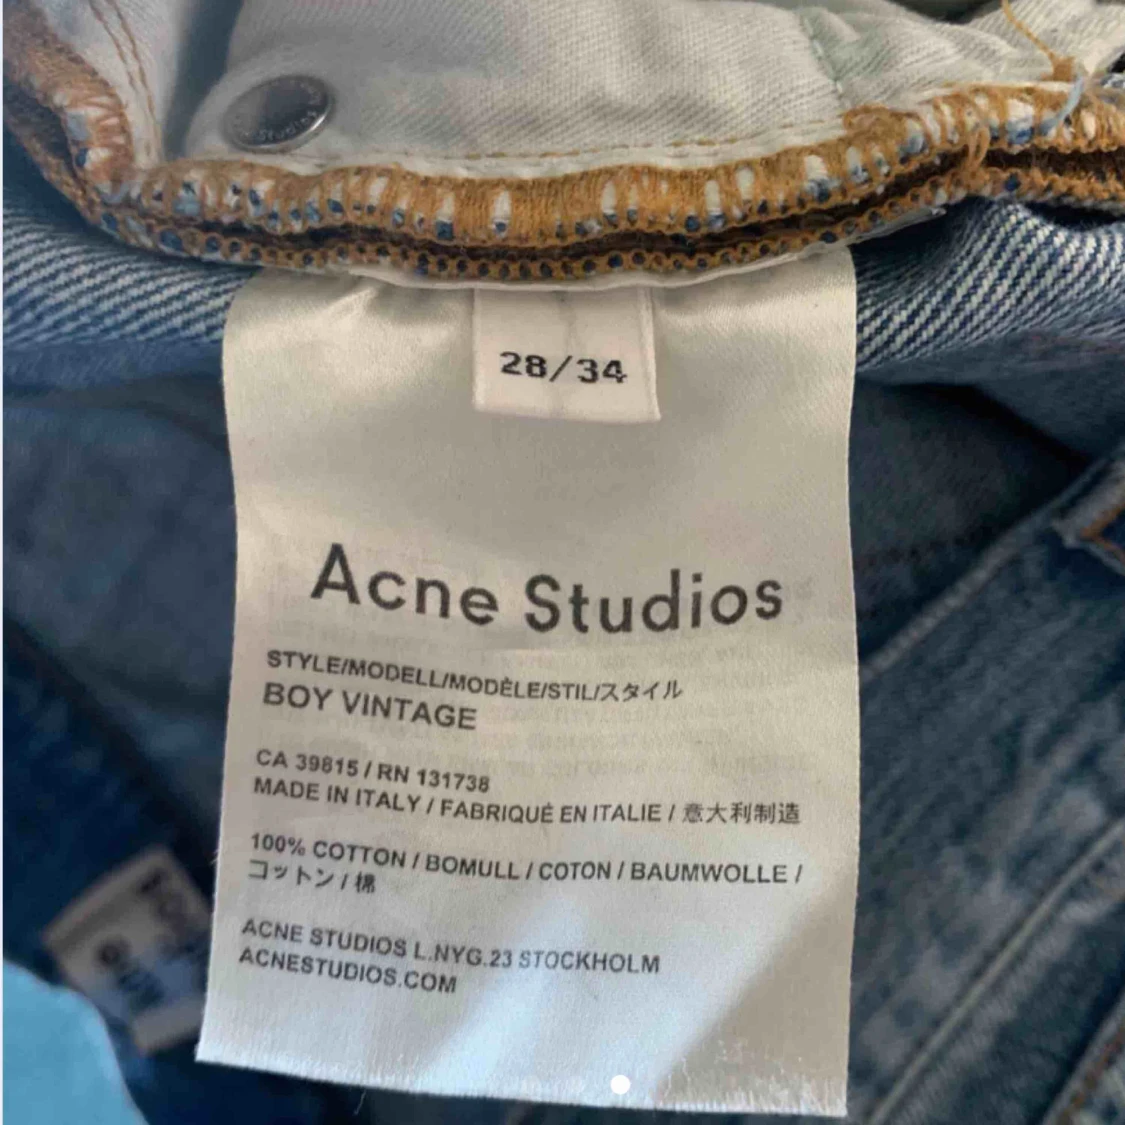 Studios
28/34
Acne Studios
STYLE/MODELL/MODÈLE/STIL/スタイル
BOY VINTAGE
CA 39815 / RN 131738
MADE IN ITALY / FABRIQUÉ EN ITALIE / 意大利制造
100% COTTON / BOMULL / COTON / BAUMWOLLE /
コットン / 棉
ACNE STUDIOS L.NYG.23 STOCKHOLM
ACNESTUDIOS.COM